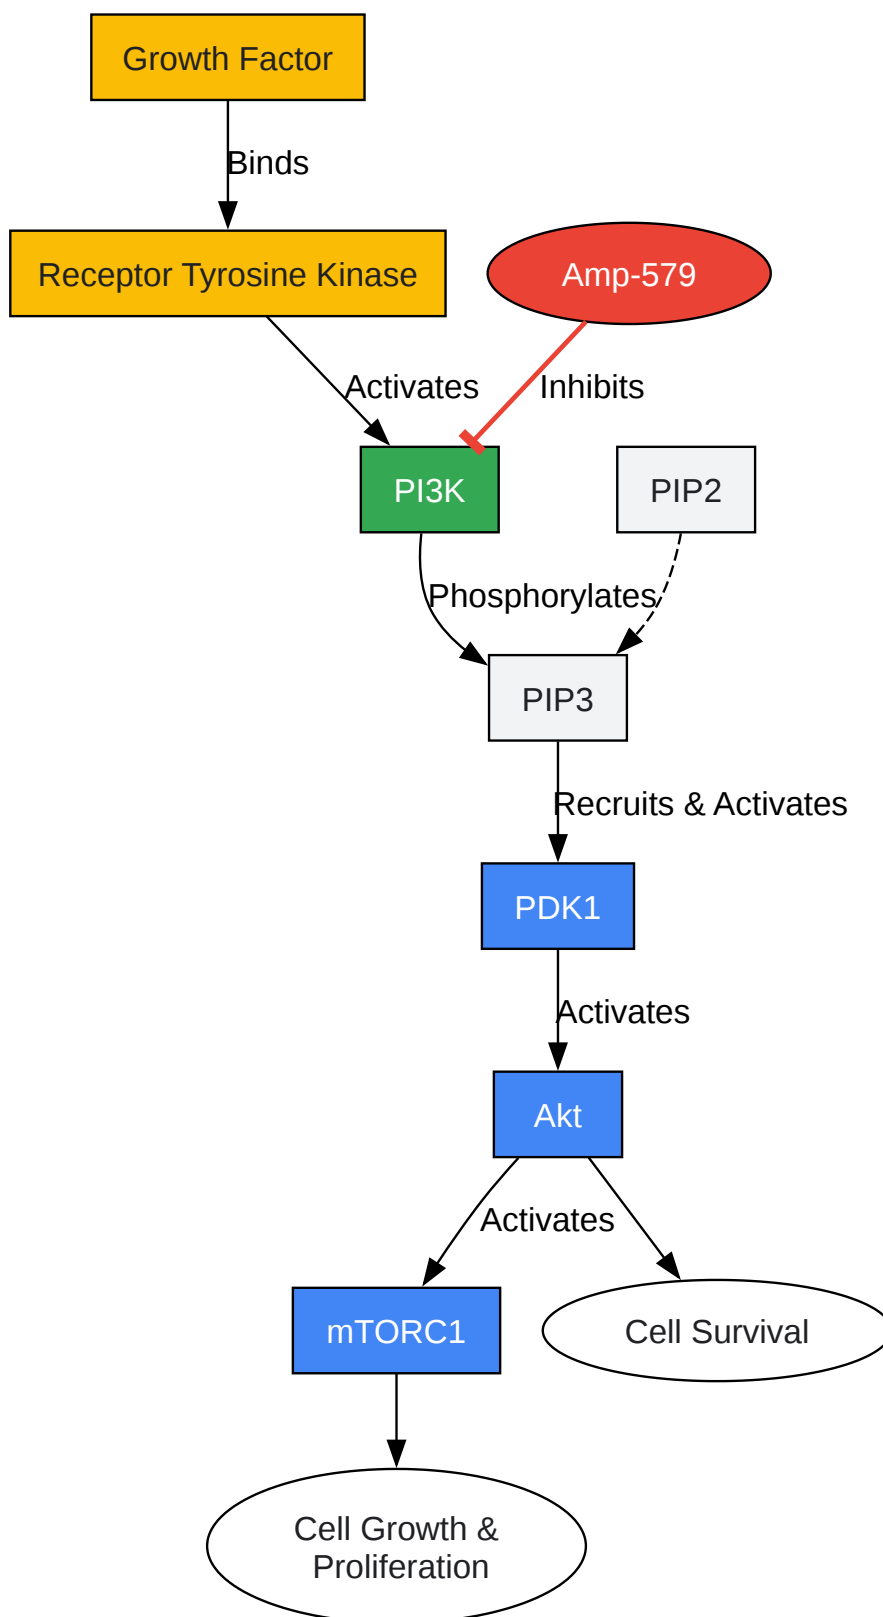 Growth Factor
Binds
Receptor Tyrosine Kinase
Amp-579
Activates
Inhibits
PI3K
PIP2
Phosphorylates
PIP3
Recruits & Activates
PDK1
Activates
Akt
Activates
mTORC1
Cell Survival
Cell Growth &
Proliferation